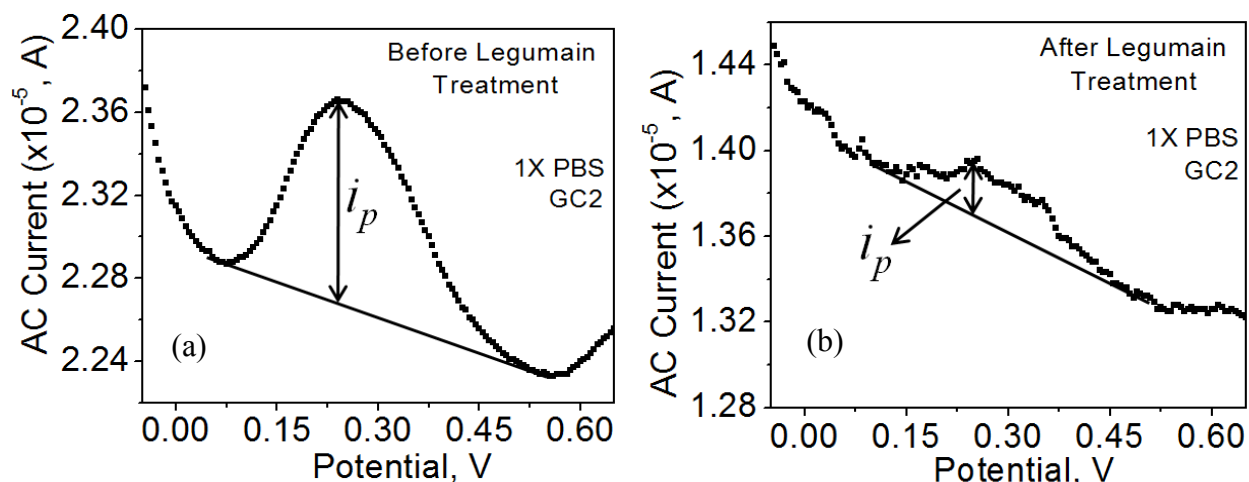 AC Current (x10⁻⁵, A)
2.40
2.36
2.32
2.28
2.24
Before Legumain
Treatment
1X PBS
GC2
i_p
(a)
0.00 0.15 0.30 0.45 0.60
Potential, V
AC Current (x10⁻⁵, A)
1.44
1.40
1.36
1.32
1.28
After Legumain
Treatment
1X PBS
GC2
i_p
(b)
0.00 0.15 0.30 0.45 0.60
Potential, V